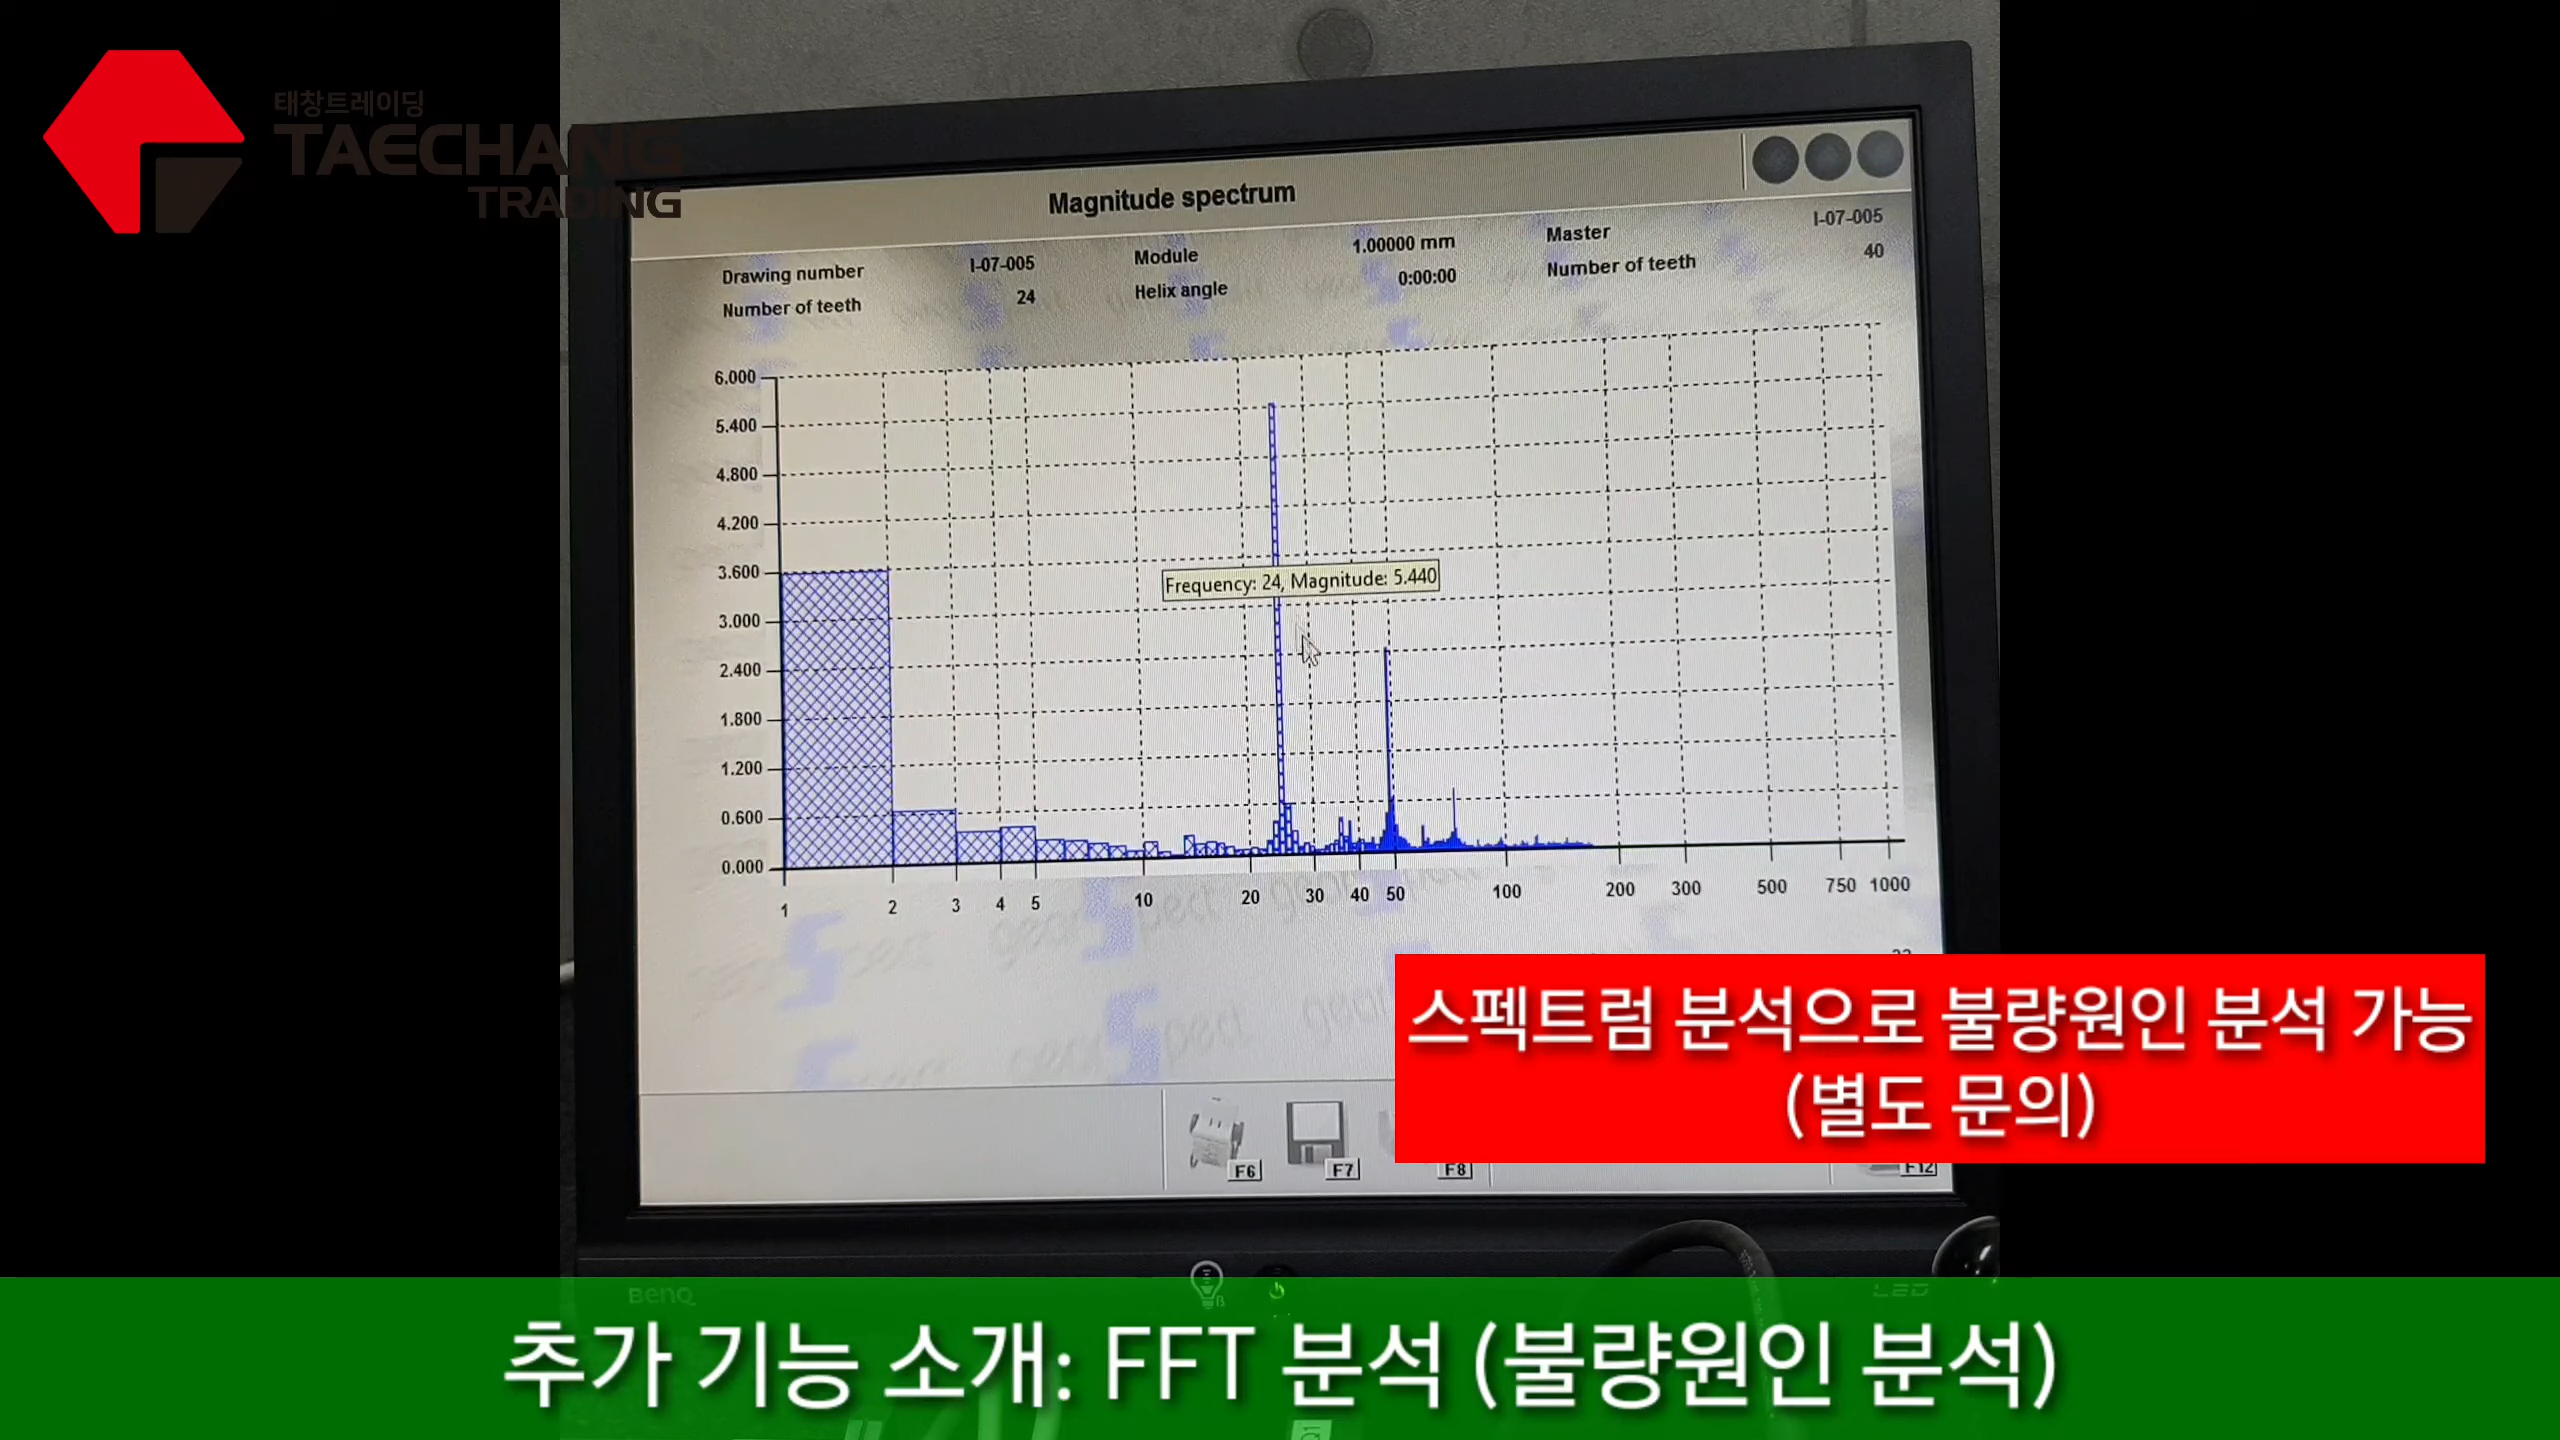 태창트레이딩
TAECHANG
TRADING
Magnitude spectrum
Drawing number I-07-005 Module 1.00000 mm Master I-07-005
Number of teeth 24 Helix angle 0:00:00 Number of teeth 40
6.000
5.400
4.800
4.200
3.600
3.000
2.400
1.800
1.200
0.600
0.000
Frequency: 24, Magnitude: 5.440
1 2 3 4 5 10 20 30 40 50 100 200 300 500 750 1000
스펙트럼 분석으로 불량원인 분석 가능
(별도 문의)
F6 F7 F8 F12
BenQ LED
추가 기능 소개: FFT 분석 (불량원인 분석)